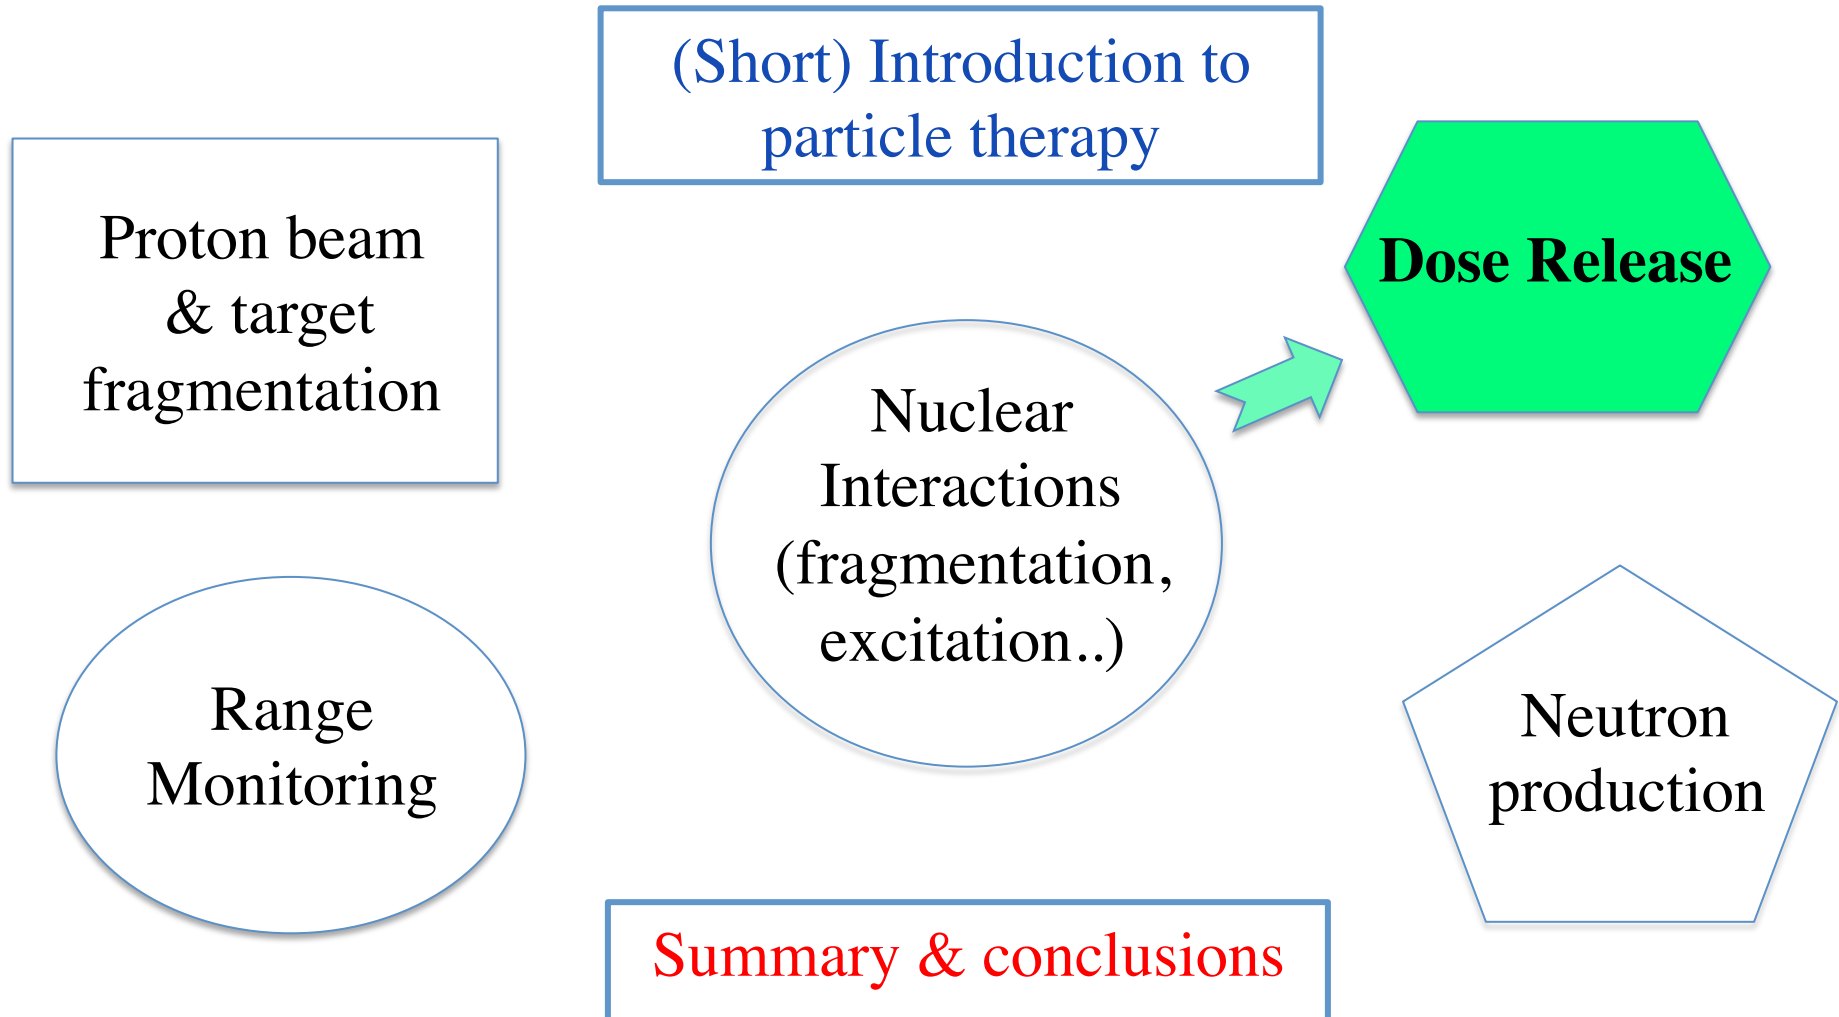 (Short) Introduction to
particle therapy
Proton beam
& target
fragmentation
Dose Release
Nuclear
Interactions
(fragmentation,
excitation..)
Range
Monitoring
Neutron
production
Summary & conclusions